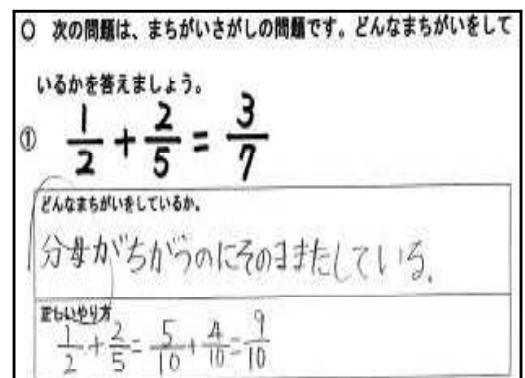 ○ 次の問題は、まちがいさがしの問題です。どんなまちがいをして
いるかを答えましょう。
① 1/2 + 2/5 = 3/7
どんなまちがいをしているか。
分母がちがうのにそのままたしている。
正しいやり方
1/2 + 2/5 = 5/10 + 4/10 = 9/10